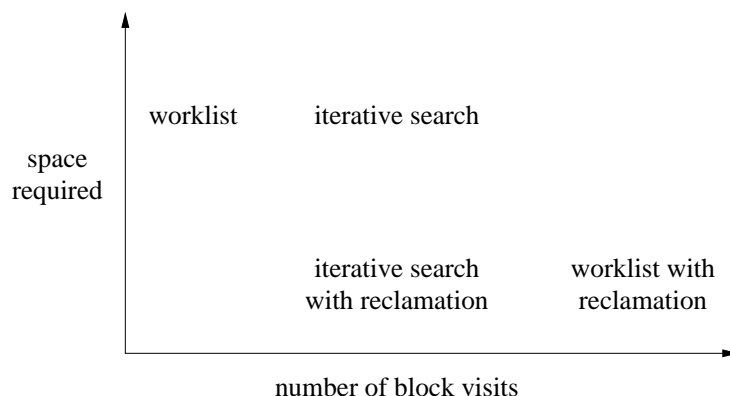 worklist
iterative search
space
required
iterative search
with reclamation
worklist with
reclamation
number of block visits